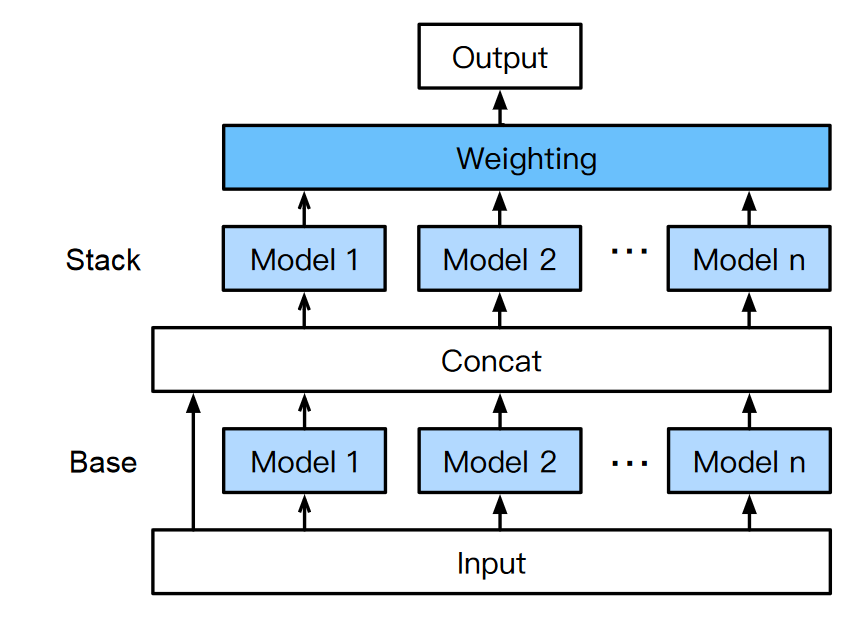 Output
Weighting
Stack
Model 1
Model 2
...
Model n
Concat
Base
Model 1
Model 2
...
Model n
Input